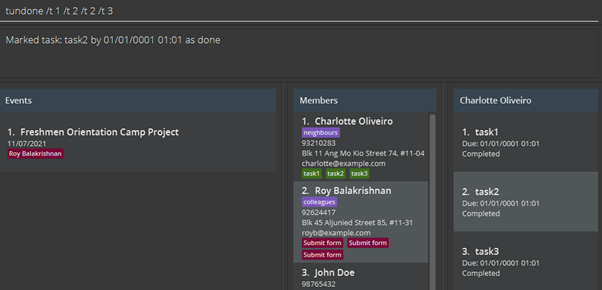 tundone /t 1 /t 2 /t 2 /t 3
Marked task: task2 by 01/01/0001 01:01 as done
Events
1. Freshmen Orientation Camp Project
11/07/2021
Roy Balakrishnan
Members
1. Charlotte Oliveiro
neighbours
93210283
Blk 11 Ang Mo Kio Street 74, #11-04
charlotte@example.com
task1 task2 task3
2. Roy Balakrishnan
colleagues
92624417
Blk 45 Aljunied Street 85, #11-31
royb@example.com
Submit form Submit form
Submit form
3. John Doe
98765432
Charlotte Oliveiro
1. task1
Due: 01/01/0001 01:01
Completed
2. task2
Due: 01/01/0001 01:01
Completed
3. task3
Due: 01/01/0001 01:01
Completed